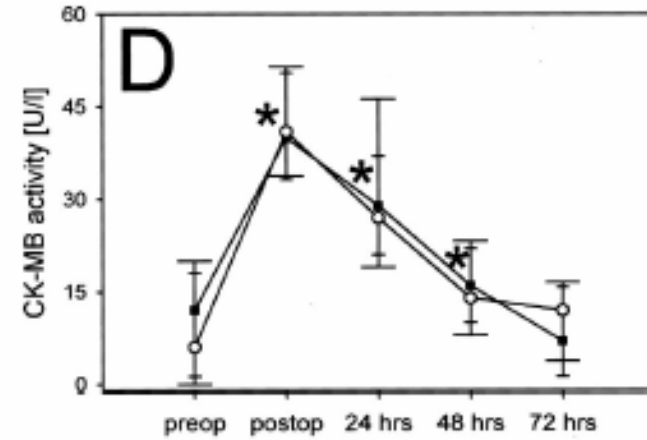 D
CK-MB activity [U/l]
60
45
30
15
0
*
*
*
preop postop 24 hrs 48 hrs 72 hrs